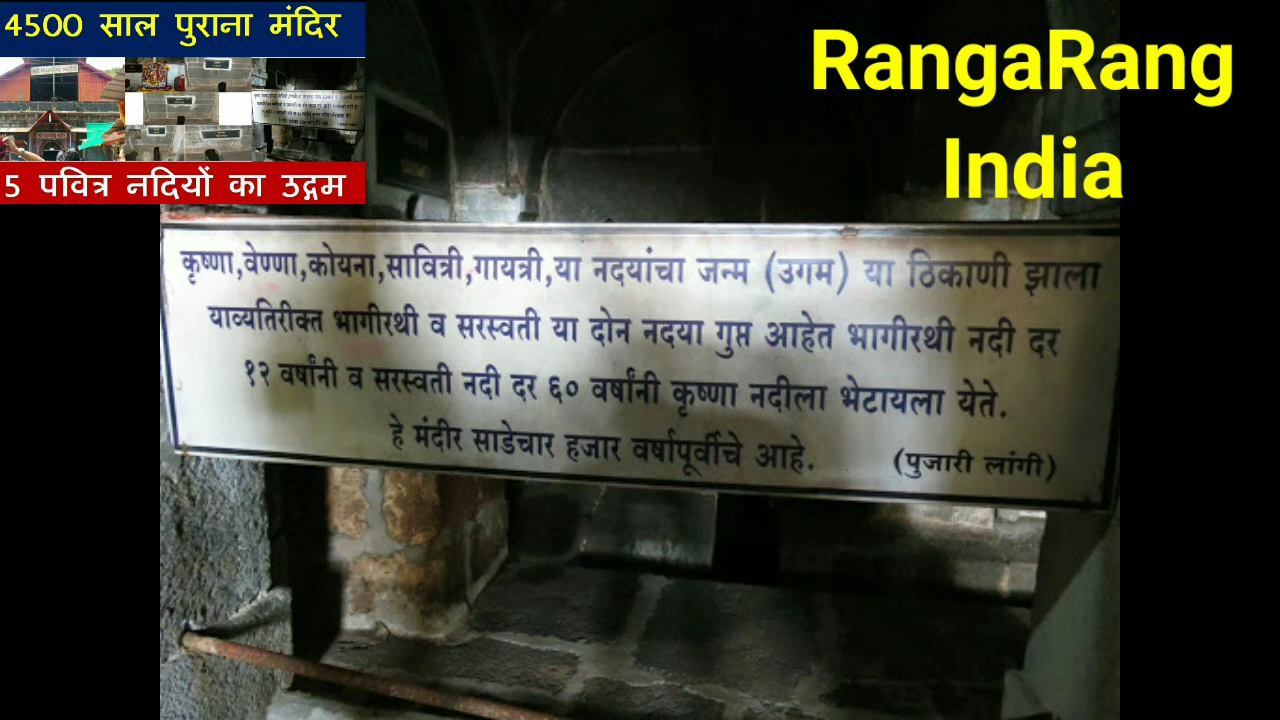 4500 साल पुराना मंदिर
5 पवित्र नदियों का उद्गम
RangaRang
India
कृष्णा,वेण्णा,कोयना,सावित्री,गायत्री,या नदयांचा जन्म (उगम) या ठिकाणी झाला
याव्यतिरीक्त भागीरथी व सरस्वती या दोन नदया गुप्त आहेत भागीरथी नदी दर
१२ वर्षांनी व सरस्वती नदी दर ६० वर्षांनी कृष्णा नदीला भेटायला येते.
हे मंदीर साडेचार हजार वर्षापूर्वीचे आहे. (पुजारी लांगी)